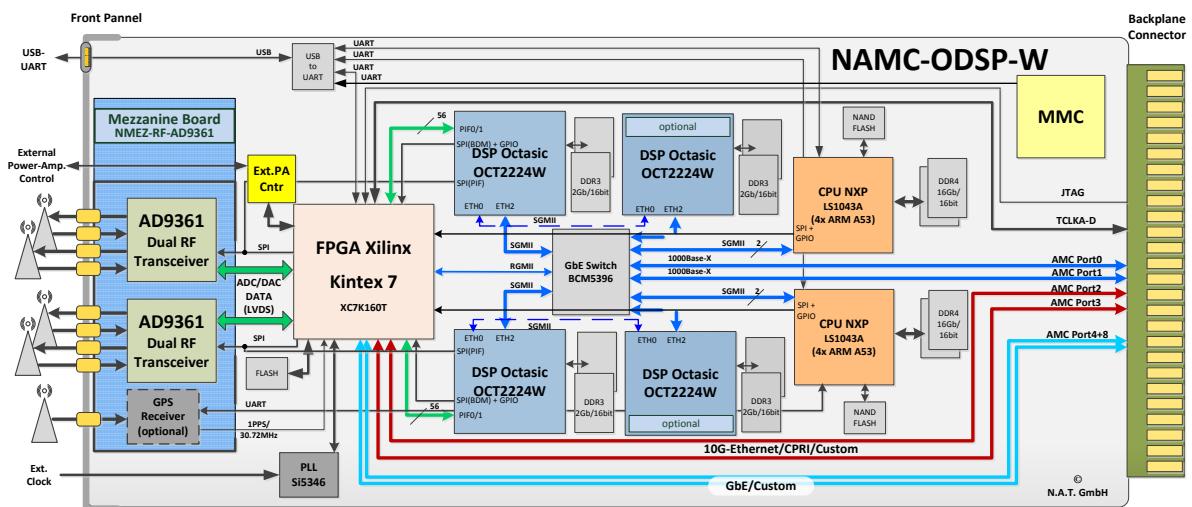 Front Pannel
Backplane
Connector
USB-
UART
USB
USB
to
UART
UART
UART
UART
UART
NAMC-ODSP-W
MMC
Mezzanine Board
NMEZ-RF-AD9361
External
Power-Amp.
Control
Ext.PA
Cntr
56
PIF0/1
SPI(BDM) + GPIO
DSP Octasic
OCT2224W
SPI(PIF)
ETH0
ETH2
DDR3
2Gb/16bit
optional
DSP Octasic
OCT2224W
ETH0
ETH2
DDR3
2Gb/16bit
NAND
FLASH
CPU NXP
LS1043A
(4x ARM A53)
SPI +
GPIO
DDR4
16Gb/
16bit
JTAG
TCLKA-D
AD9361
Dual RF
Transceiver
SPI
ADC/DAC
DATA
(LVDS)
FPGA Xilinx
Kintex 7
XC7K160T
SGMII
SGMII
RGMII
SGMII
SGMII
GbE Switch
BCM5396
SGMII
2
1000Base-X
1000Base-X
SGMII
2
AMC Port0
AMC Port1
AMC Port2
AMC Port3
AMC Port4+8
AD9361
Dual RF
Transceiver
SPI
FLASH
ETH0
ETH2
SPI(PIF)
DSP Octasic
OCT2224W
SPI(BDM) + GPIO
PIF0/1
56
DDR3
2Gb/16bit
ETH0
ETH2
DSP Octasic
OCT2224W
optional
DDR3
2Gb/16bit
SPI +
GPIO
CPU NXP
LS1043A
(4x ARM A53)
DDR4
16Gb/
16bit
NAND
FLASH
GPS
Receiver
(optional)
UART
1PPS/
30.72MHz
10G-Ethernet/CPRI/Custom
Ext.
Clock
PLL
Si5346
GbE/Custom
©
N.A.T. GmbH